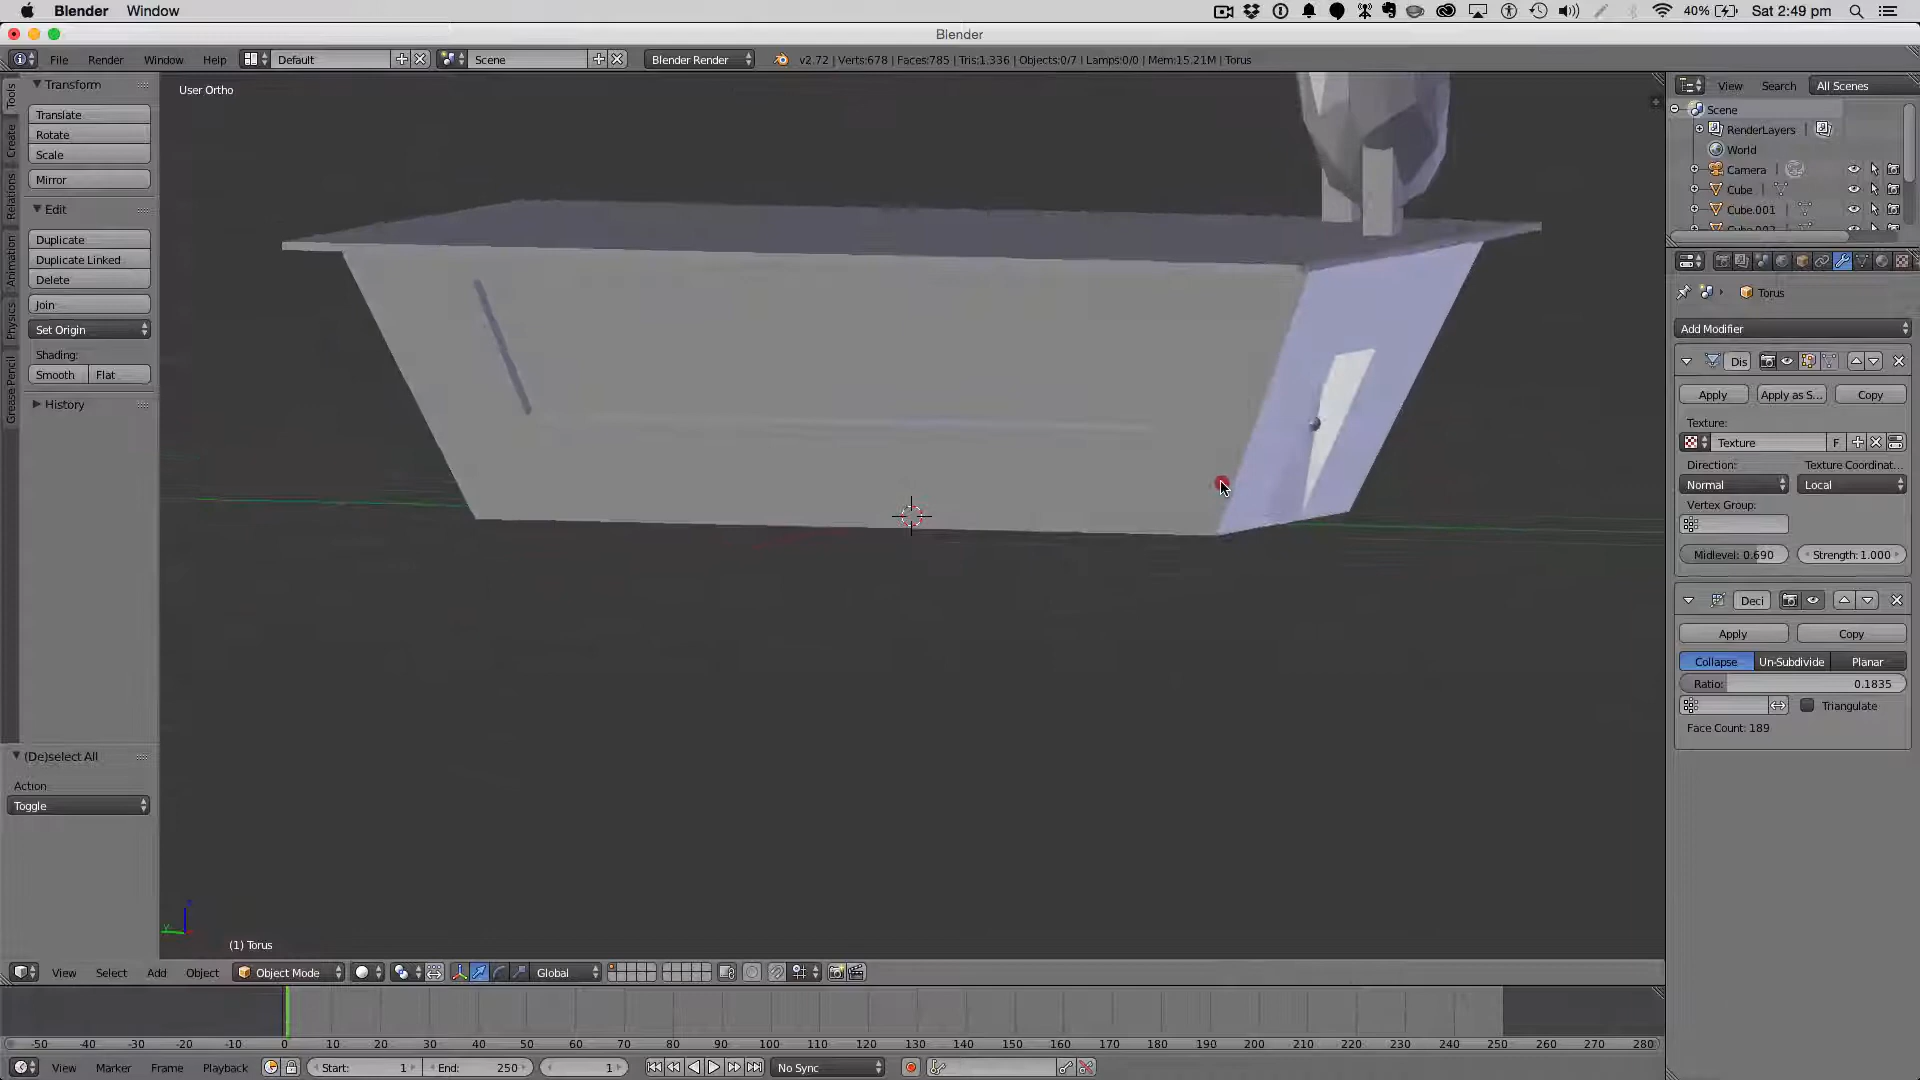 Blender Window 40% Sat 2:49 pm
Blender
File Render Window Help Default Scene Blender Render v2.72 | Verts:678 | Faces:785 | Tris:1,336 | Objects:0/7 | Lamps:0/0 | Mem:15.21M | Torus
Tools
Create
Relations
Animation
Physics
Grease Pencil
Transform
Translate
Rotate
Scale
Mirror
Edit
Duplicate
Duplicate Linked
Delete
Join
Set Origin
Shading:
Smooth Flat
History
(De)select All
Action
Toggle
User Ortho
(1) Torus
View Select Add Object Object Mode Global
View Search All Scenes
Scene
RenderLayers
World
Camera
Cube
Cube.001
Torus
Add Modifier
Dis
Apply Apply as S... Copy
Texture:
Texture F
Direction: Texture Coordinat...
Normal Local
Vertex Group:
Midlevel: 0.690 Strength: 1.000
Deci
Apply Copy
Collapse Un-Subdivide Planar
Ratio: 0.1835
Triangulate
Face Count: 189
-50 -40 -30 -20 -10 0 10 20 30 40 50 60 70 80 90 100 110 120 130 140 150 160 170 180 190 200 210 220 230 240 250 260 270 280
View Marker Frame Playback Start: 1 End: 250 1 No Sync